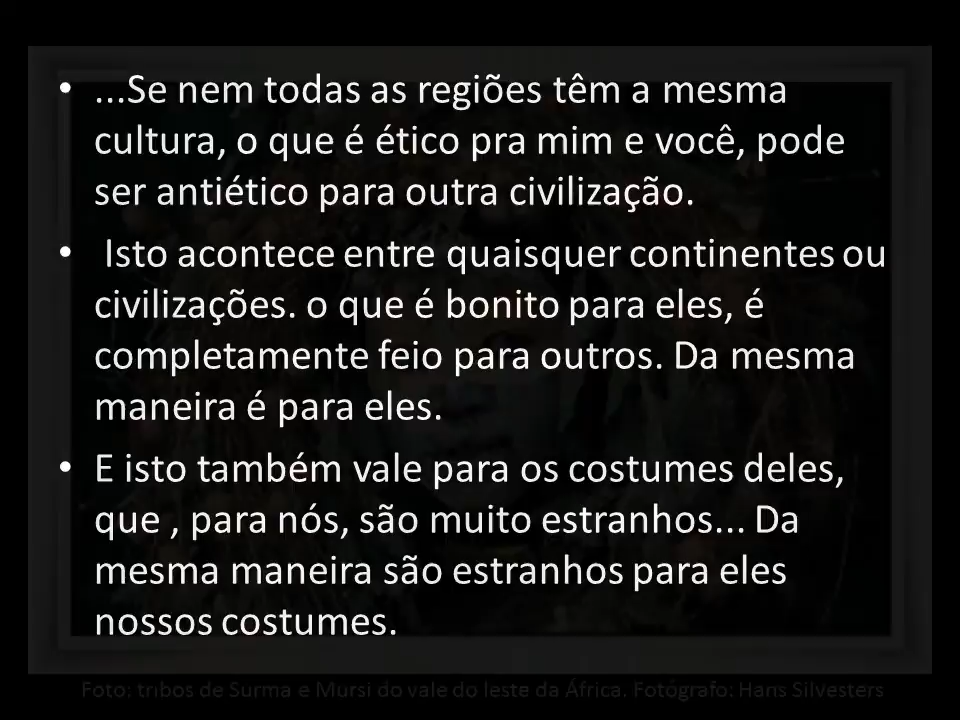 • ...Se nem todas as regiões têm a mesma
cultura, o que é ético pra mim e você, pode
ser antiético para outra civilização.
• Isto acontece entre quaisquer continentes ou
civilizações. o que é bonito para eles, é
completamente feio para outros. Da mesma
maneira é para eles.
• E isto também vale para os costumes deles,
que , para nós, são muito estranhos... Da
mesma maneira são estranhos para eles
nossos costumes.
Foto: tribos de Surma e Mursi do vale do leste da África. Fotógrafo: Hans Silvesters